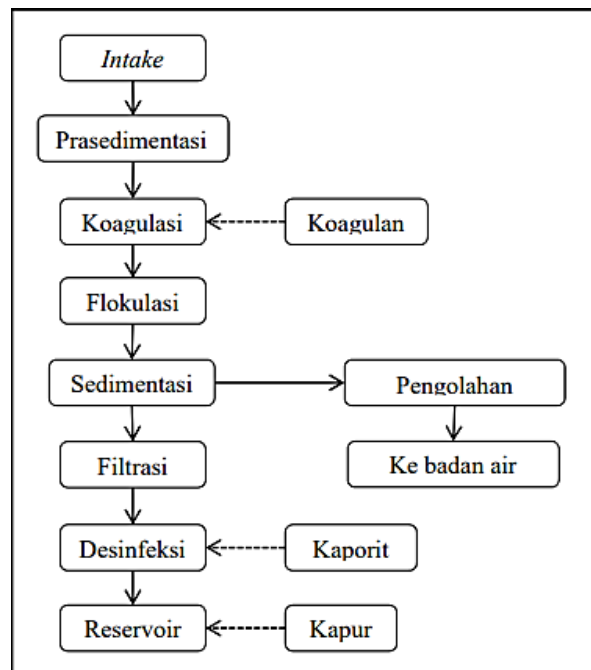 Intake
Prasedimentasi
Koagulasi
Koagulan
Flokulasi
Sedimentasi
Pengolahan
Filtrasi
Ke badan air
Desinfeksi
Kaporit
Reservoir
Kapur